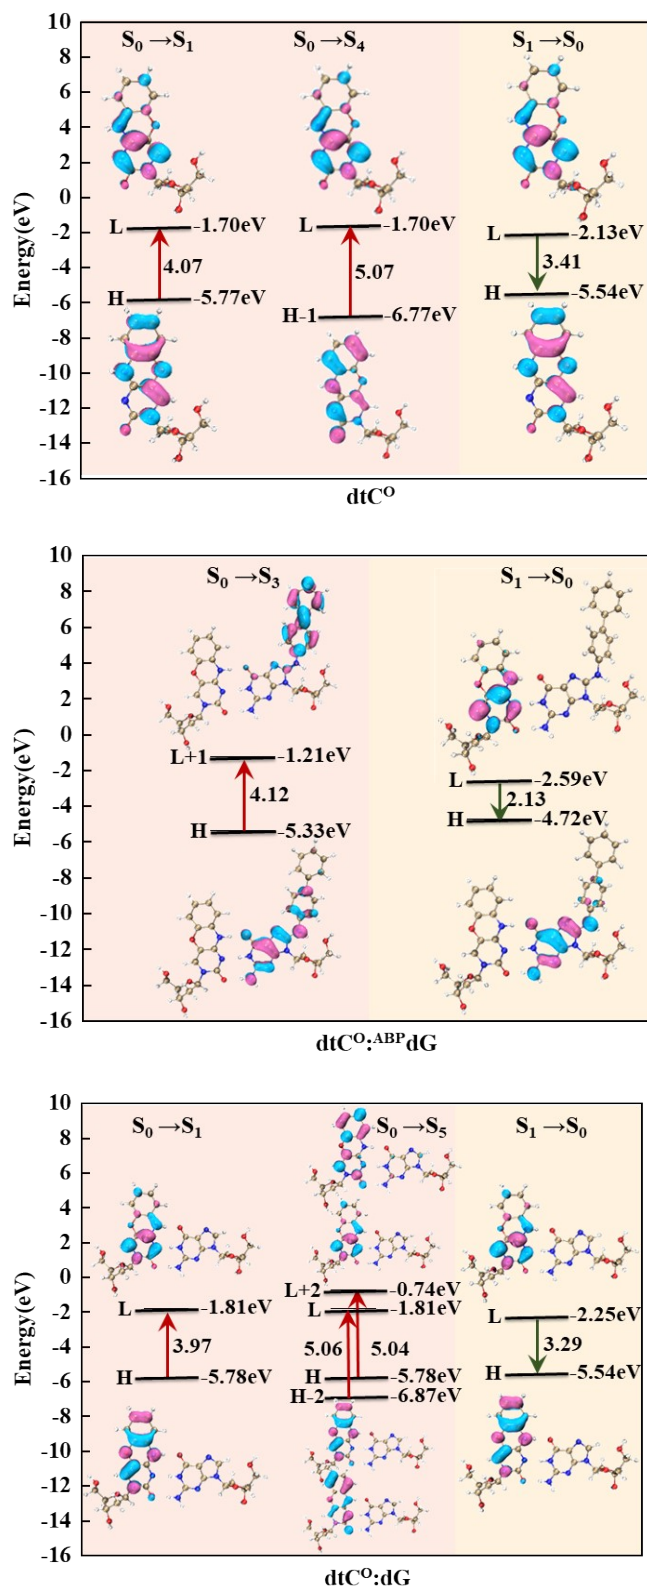 10
8
6
4
2
0
-2
-4
-6
-8
-10
-12
-14
-16
Energy(eV)
S₀ →S₁
S₀ →S₄
S₁→S₀
L -1.70eV
4.07
H -5.77eV
L -1.70eV
5.07
H-1 -6.77eV
L -2.13eV
3.41
H -5.54eV
dtCᴼ
10
8
6
4
2
0
-2
-4
-6
-8
-10
-12
-14
-16
Energy(eV)
S₀ →S₃
S₁→S₀
L+1 -1.21eV
4.12
H -5.33eV
L -2.59eV
2.13
H -4.72eV
dtCᴼ:ᴬᴮᴾdG
10
8
6
4
2
0
-2
-4
-6
-8
-10
-12
-14
-16
Energy(eV)
S₀ →S₁
S₀ →S₅
S₁→S₀
L -1.81eV
3.97
H -5.78eV
L+2 -0.74eV
L -1.81eV
5.06 5.04
H -5.78eV
H-2 -6.87eV
L -2.25eV
3.29
H -5.54eV
dtCᴼ:dG